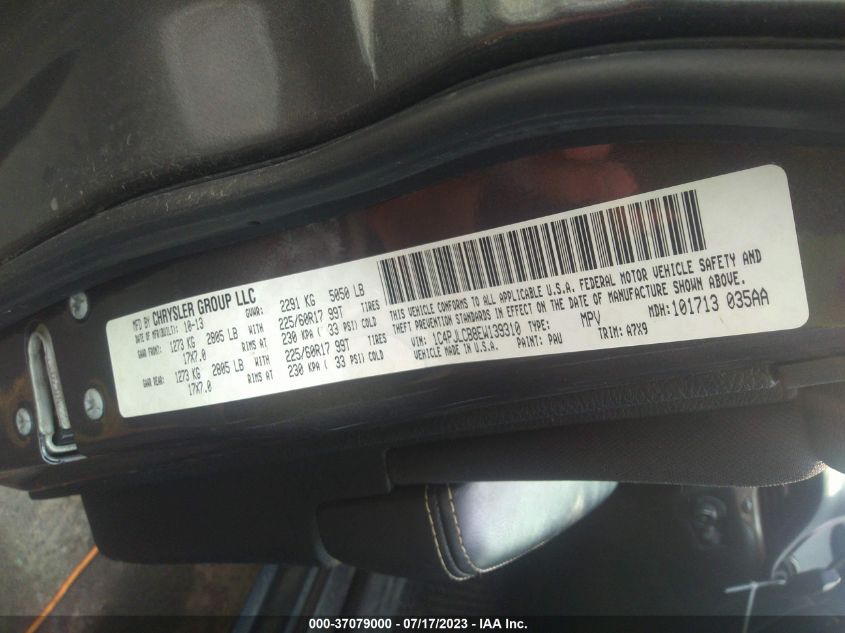 MFD BY CHRYSLER GROUP LLC
DATE OF MFR(BUILT): 10-13 GVWR: 2291 KG 5050 LB
GAWR FRONT: 1273 KG 2805 LB WITH 225/60R17 99T TIRES
17X7.0 RIMS AT 230 KPA ( 33 PSI) COLD
GAWR REAR: 1273 KG 2805 LB WITH 225/60R17 99T TIRES
17X7.0 RIMS AT 230 KPA ( 33 PSI) COLD
THIS VEHICLE CONFORMS TO ALL APPLICABLE U.S.A. FEDERAL MOTOR VEHICLE SAFETY AND
THEFT PREVENTION STANDARDS IN EFFECT ON THE DATE OF MANUFACTURE SHOWN ABOVE.
VIN: 1C4PJLCB8EW139310 TYPE: MPV MDH: 101713 035AA
VEHICLE MADE IN U.S.A. PAINT: PAU TRIM: A7X9
000-37079000 / 07/17/2023 - IAA Inc.